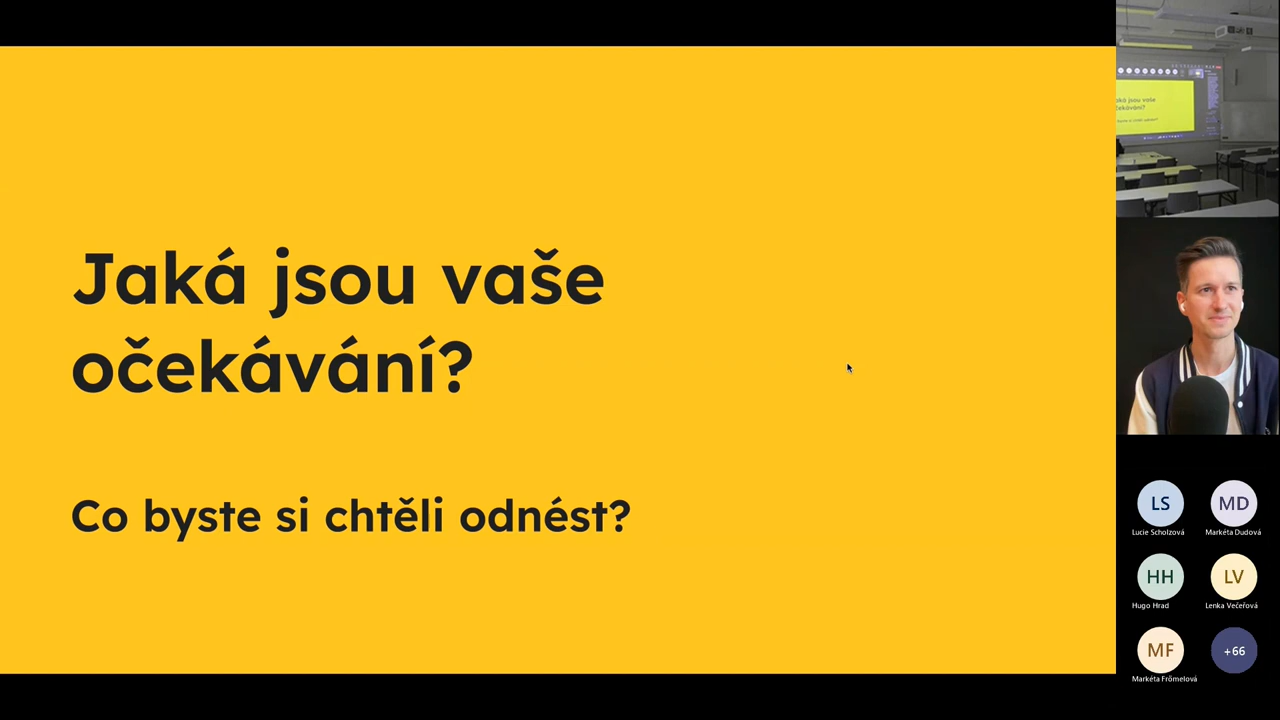 Jaká jsou vaše
očekávání?
Co byste si chtěli odnést?
LS
MD
Lucie Scholzová
Markéta Dudová
HH
LV
Hugo Hrad
Lenka Večeřová
MF
+66
Markéta Frömelová